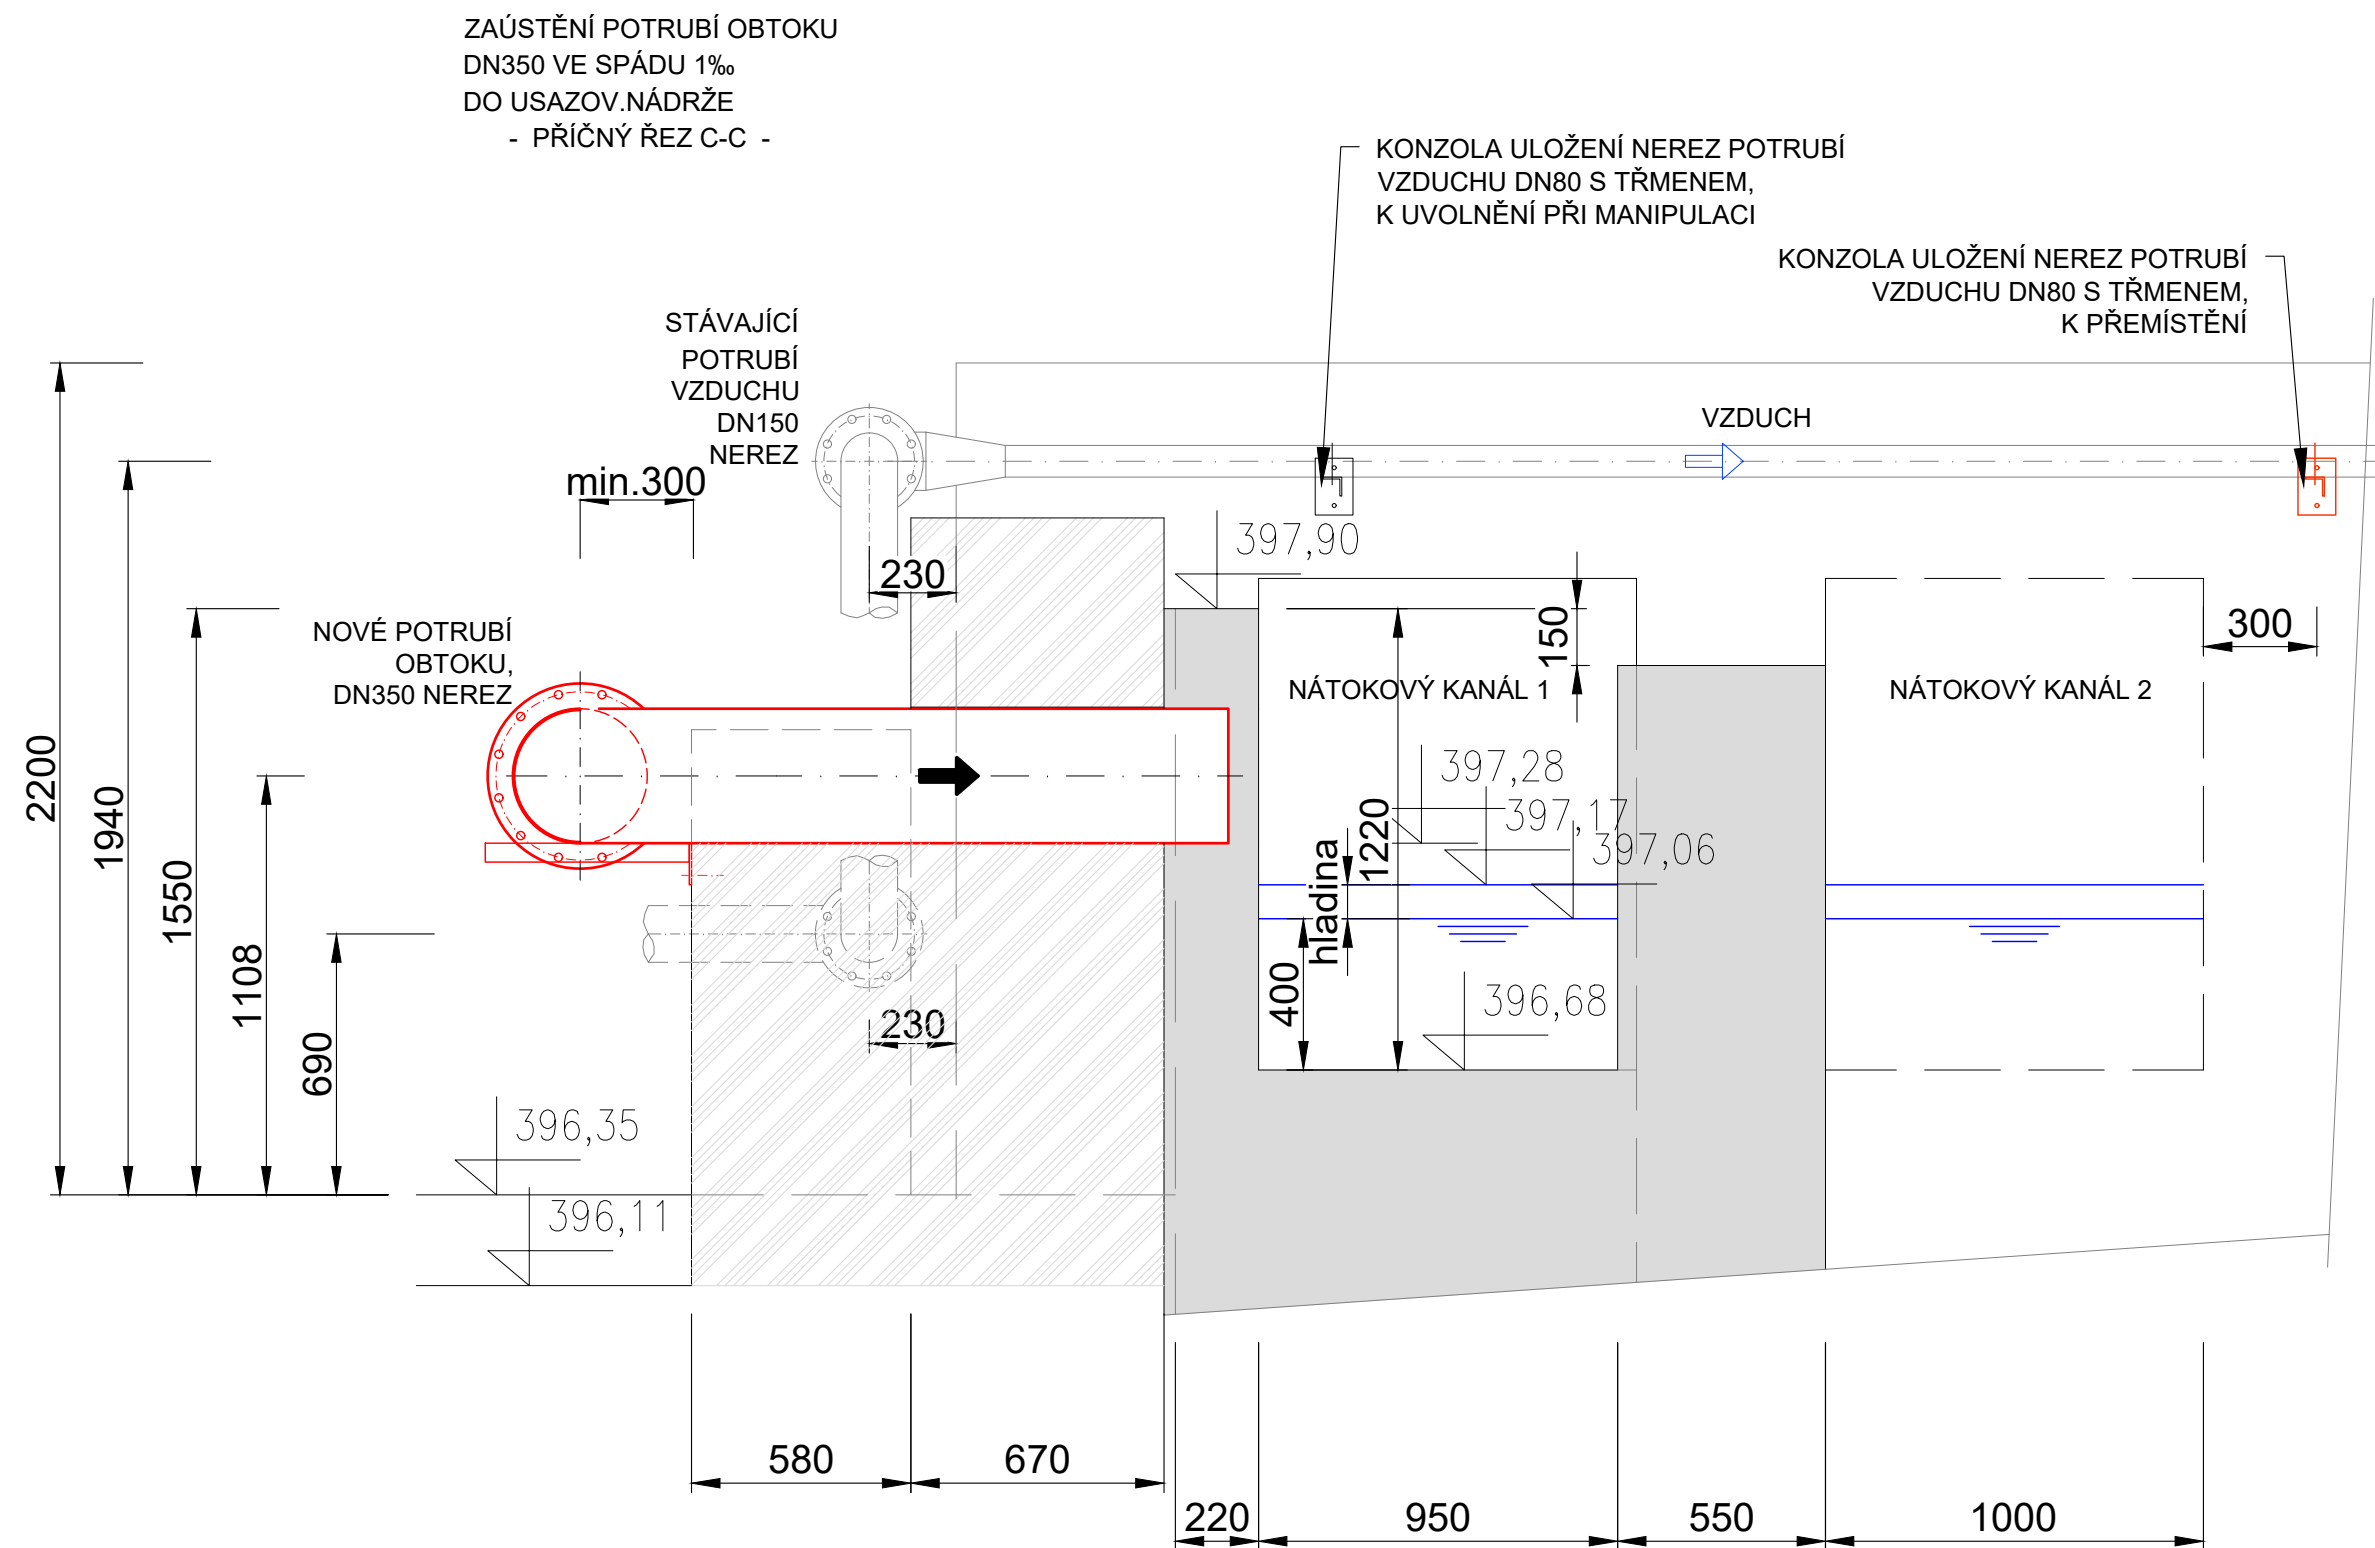 ZAÚSTĚNÍ POTRUBÍ OBTOKU
DN350 VE SPÁDU 1‰
DO USAZOV.NÁDRŽE
- PŘÍČNÝ ŘEZ C-C -
KONZOLA ULOŽENÍ NEREZ POTRUBÍ
VZDUCHU DN80 S TŘMENEM,
K UVOLNĚNÍ PŘI MANIPULACI
KONZOLA ULOŽENÍ NEREZ POTRUBÍ
VZDUCHU DN80 S TŘMENEM,
K PŘEMÍSTĚNÍ
STÁVAJÍCÍ
POTRUBÍ
VZDUCHU
DN150
NEREZ
VZDUCH
min.300
397,90
230
150
300
NOVÉ POTRUBÍ
OBTOKU,
DN350 NEREZ
NÁTOKOVÝ KANÁL 1
NÁTOKOVÝ KANÁL 2
2200
1940
1550
1108
690
397,28
397,17
397,06
1220
hladina
400
396,68
230
396,35
396,11
580
670
220
950
550
1000